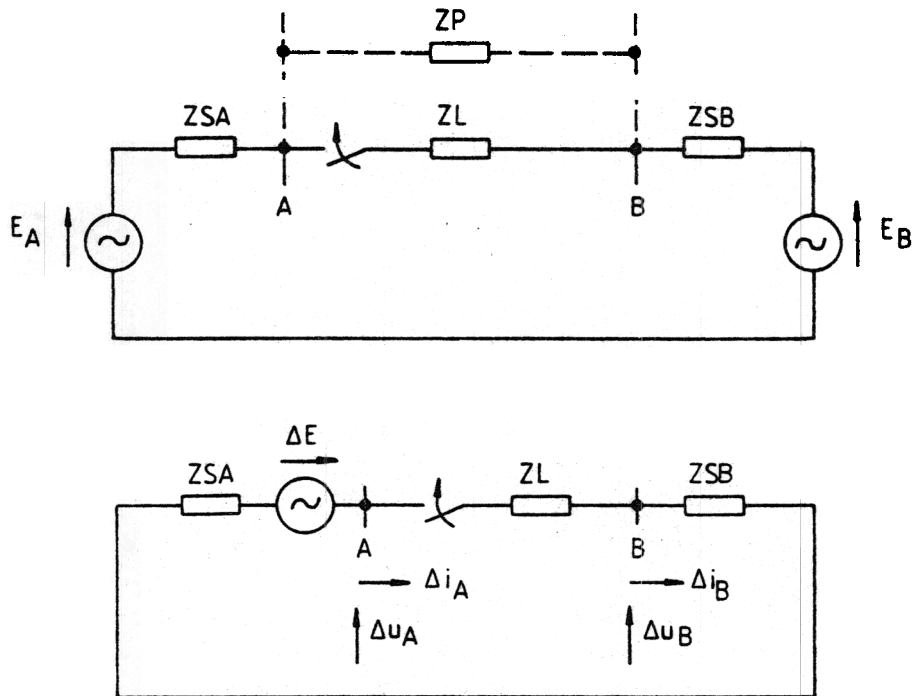 ZP
ZSA
ZL
ZSB
A
B
E_A
E_B
ΔE
ZSA
ZL
ZSB
A
B
Δi_A
Δi_B
Δu_A
Δu_B